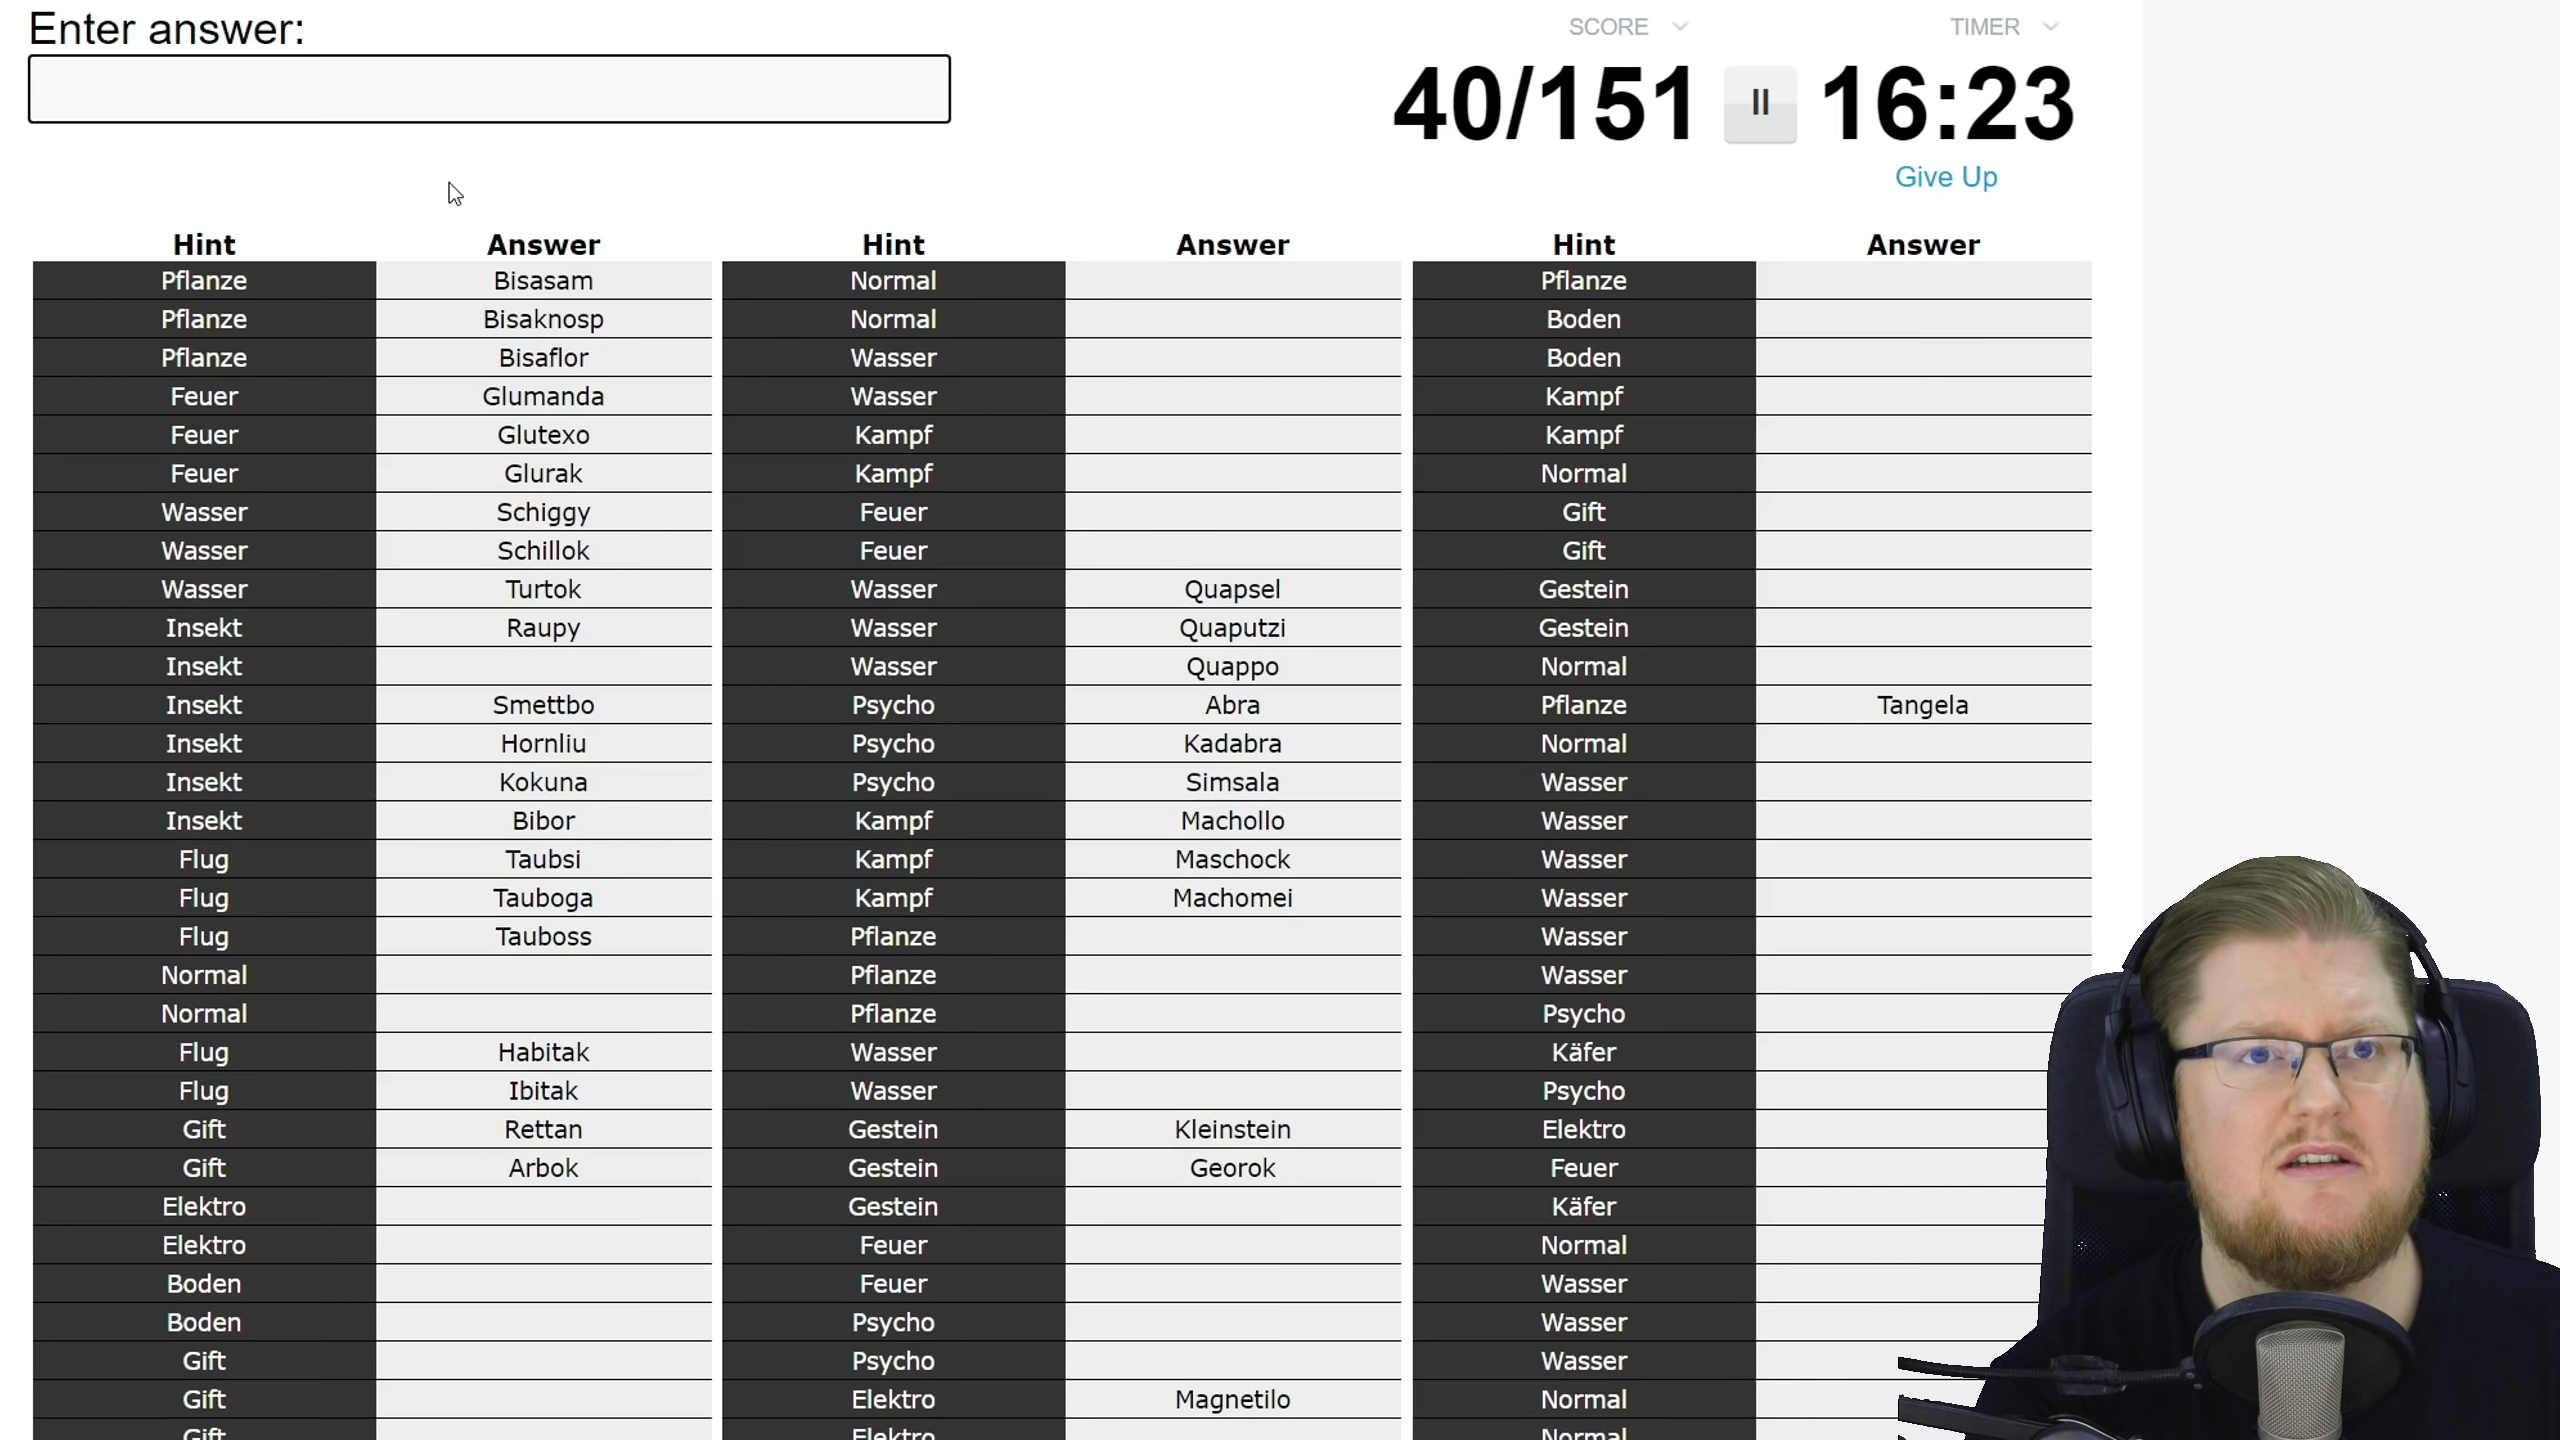 Enter answer:
SCORE TIMER
40/151 16:23
Give Up
Hint Answer Hint Answer Hint Answer
Pflanze Bisasam Normal Pflanze
Pflanze Bisaknosp Normal Boden
Pflanze Bisaflor Wasser Boden
Feuer Glumanda Wasser Kampf
Feuer Glutexo Kampf Kampf
Feuer Glurak Kampf Normal
Wasser Schiggy Feuer Gift
Wasser Schillok Feuer Gift
Wasser Turtok Wasser Quapsel Gestein
Insekt Raupy Wasser Quaputzi Gestein
Insekt Wasser Quappo Normal
Insekt Smettbo Psycho Abra Pflanze Tangela
Insekt Hornliu Psycho Kadabra Normal
Insekt Kokuna Psycho Simsala Wasser
Insekt Bibor Kampf Machollo Wasser
Flug Taubsi Kampf Maschock Wasser
Flug Tauboga Kampf Machomei Wasser
Flug Tauboss Pflanze Wasser
Normal Pflanze Wasser
Normal Pflanze Psycho
Flug Habitak Wasser Käfer
Flug Ibitak Wasser Psycho
Gift Rettan Gestein Kleinstein Elektro
Gift Arbok Gestein Georok Feuer
Elektro Gestein Käfer
Elektro Feuer Normal
Boden Feuer Wasser
Boden Psycho Wasser
Gift Psycho Wasser
Gift Elektro Magnetilo Normal
Gift Elektro Normal